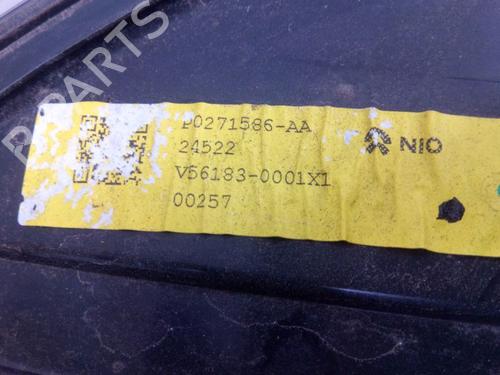 P0271586-AA
24522
V56183-0001X1
00257
NIO
B-PARTS